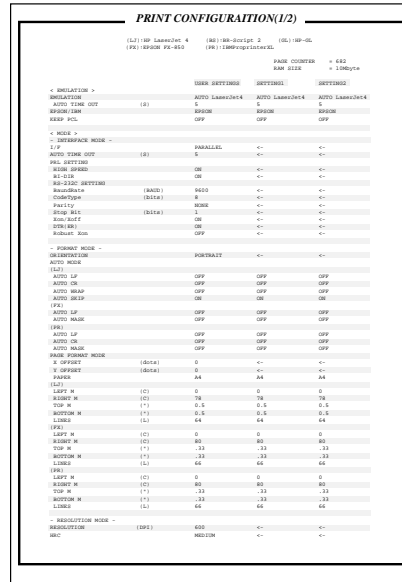 PRINT CONFIGURAITION(1/2)
(LJ):HP LaserJet 4 (BS):BR-Script 2 (GL):HP-GL
(FX):EPSON FX-850 (PR):IBMProprinterXL
PAGE COUNTER = 682
RAM SIZE = 10Mbyte
USER SETTINGS SETTING1 SETTING2
< EMULATION >
EMULATION AUTO LaserJet4 AUTO LaserJet4 AUTO LaserJet4
AUTO TIME OUT (S) 5 5 5
EPSON/IBM EPSON EPSON EPSON
KEEP PCL OFF OFF OFF
< MODE >
- INTERFACE MODE -
I/F PARALLEL <- <-
AUTO TIME OUT (S) 5 <- <-
PRL SETTING
HIGH SPEED ON <- <-
BI-DIR ON <- <-
RS-232C SETTING
BaundRate (BAUD) 9600 <- <-
CodeType (bits) 8 <- <-
Parity NONE <- <-
Stop Bit (bits) 1 <- <-
Xon/Xoff ON <- <-
DTR(ER) ON <- <-
Robust Xon OFF <- <-
- FORMAT MODE -
ORIENTATION PORTRAIT <- <-
AUTO MODE
(LJ)
AUTO LF OFF OFF OFF
AUTO CR OFF OFF OFF
AUTO WRAP OFF OFF OFF
AUTO SKIP ON ON ON
(FX)
AUTO LF OFF OFF OFF
AUTO MASK OFF OFF OFF
(PR)
AUTO LF OFF OFF OFF
AUTO CR OFF OFF OFF
AUTO MASK OFF OFF OFF
PAGE FORMAT MODE
X OFFSET (dots) 0 <- <-
Y OFFSET (dots) 0 <- <-
PAPER A4 A4 A4
(LJ)
LEFT M (C) 0 0 0
RIGHT M (C) 78 78 78
TOP M (") 0.5 0.5 0.5
BOTTOM M (") 0.5 0.5 0.5
LINES (L) 64 64 64
(FX)
LEFT M (C) 0 0 0
RIGHT M (C) 80 80 80
TOP M (") .33 .33 .33
BOTTOM M (") .33 .33 .33
LINES (L) 66 66 66
(PR)
LEFT M (C) 0 0 0
RIGHT M (C) 80 80 80
TOP M (") .33 .33 .33
BOTTOM M (") .33 .33 .33
LINES (L) 66 66 66
- RESOLUTION MODE -
RESOLUTION (DPI) 600 <- <-
HRC MEDIUM <- <-